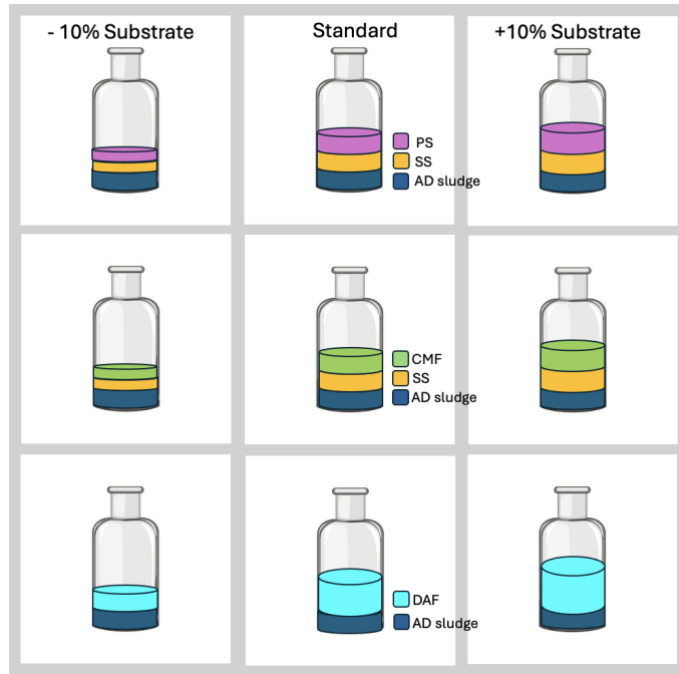 - 10% Substrate
Standard
+10% Substrate
PS
SS
AD sludge
CMF
SS
AD sludge
DAF
AD sludge